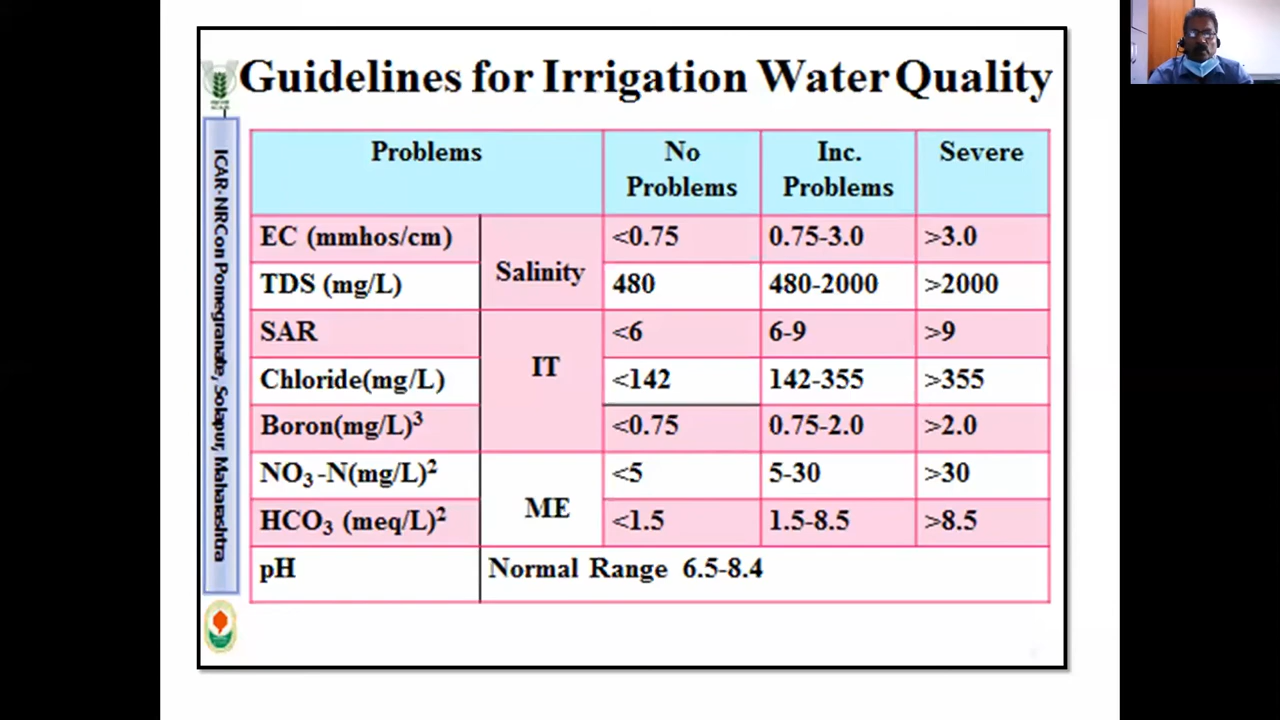 Guidelines for Irrigation Water Quality
ICAR-NRC on Pomegranate, Solapur, Maharashtra
Problems No Problems Inc. Problems Severe
EC (mmhos/cm) Salinity <0.75 0.75-3.0 >3.0
TDS (mg/L) 480 480-2000 >2000
SAR IT <6 6-9 >9
Chloride(mg/L) <142 142-355 >355
Boron(mg/L)³ <0.75 0.75-2.0 >2.0
NO₃-N(mg/L)² ME <5 5-30 >30
HCO₃ (meq/L)² <1.5 1.5-8.5 >8.5
pH Normal Range 6.5-8.4